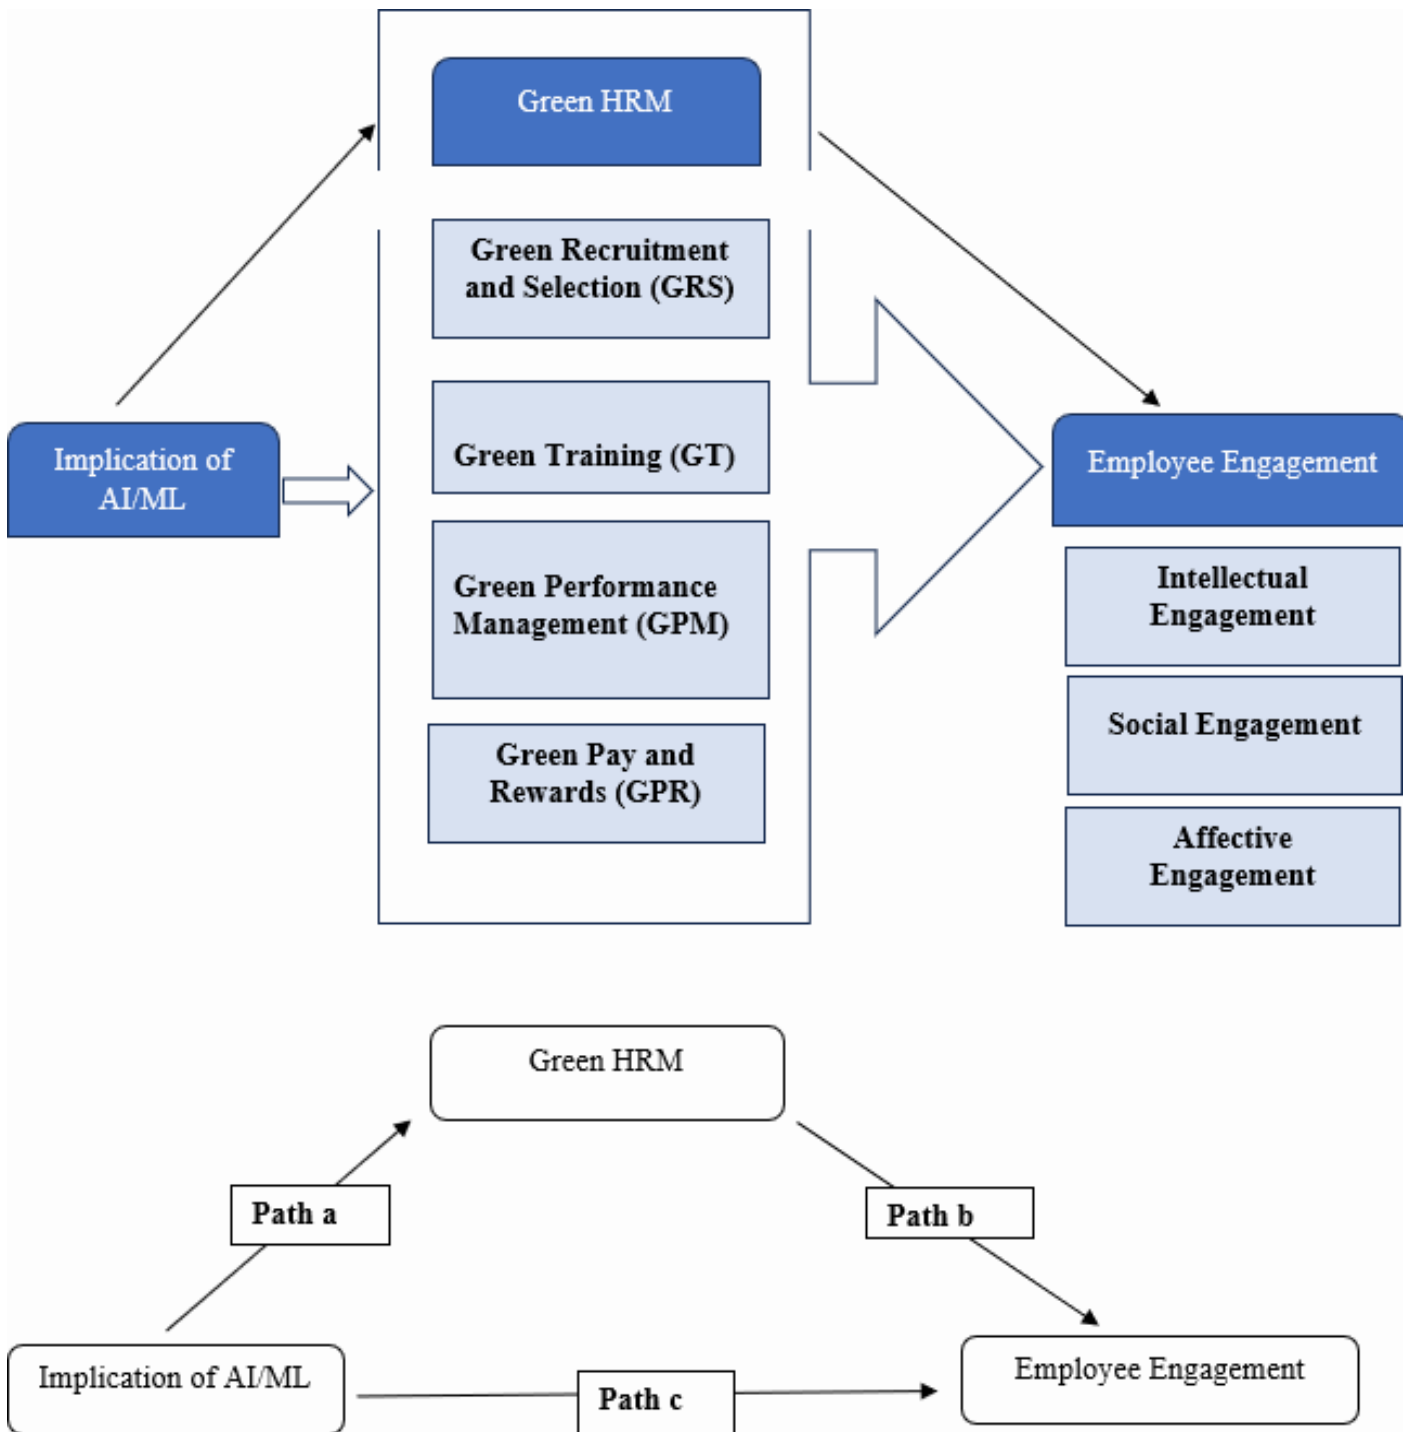 Green HRM
Green Recruitment
and Selection (GRS)
Green Training (GT)
Green Performance
Management (GPM)
Green Pay and
Rewards (GPR)
Implication of
AI/ML
Employee Engagement
Intellectual
Engagement
Social Engagement
Affective
Engagement
Green HRM
Path a
Path b
Implication of AI/ML
Path c
Employee Engagement